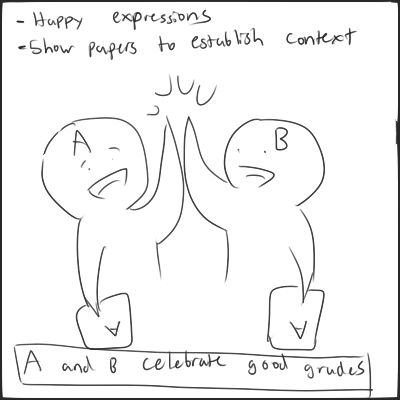 - Happy expressions
- Show papers to establish context
A
B
A
A
A and B celebrate good grades